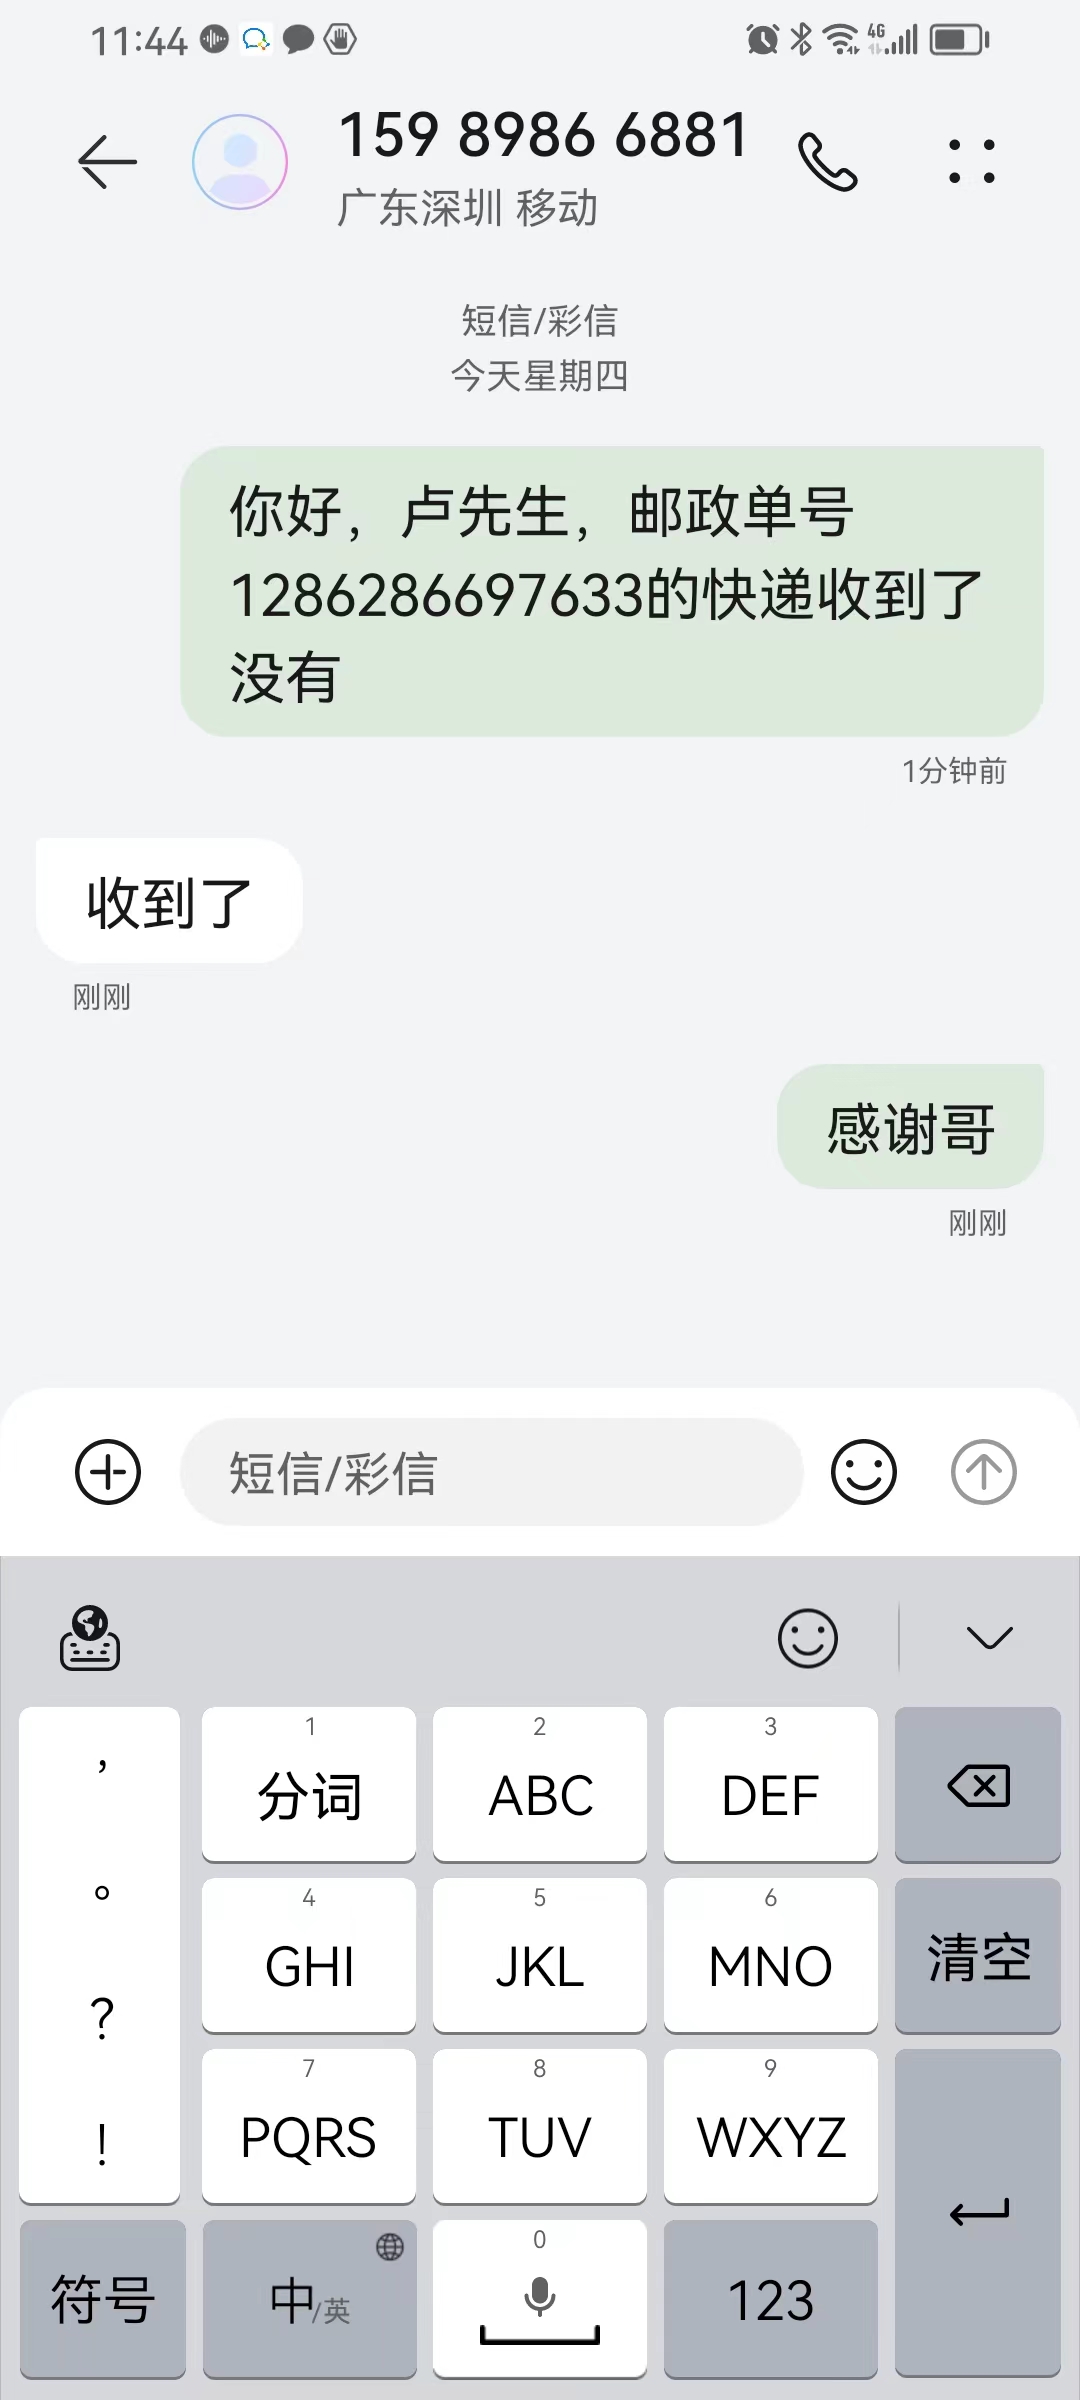 11:44
4G
159 8986 6881
广东深圳 移动
短信/彩信
今天星期四
你好，卢先生，邮政单号
1286286697633的快递收到了
没有
1分钟前
收到了
刚刚
感谢哥
刚刚
短信/彩信
，
。
?
!
1
分词
2
ABC
3
DEF
4
GHI
5
JKL
6
MNO
清空
7
PQRS
8
TUV
9
WXYZ
符号
中/英
0
123